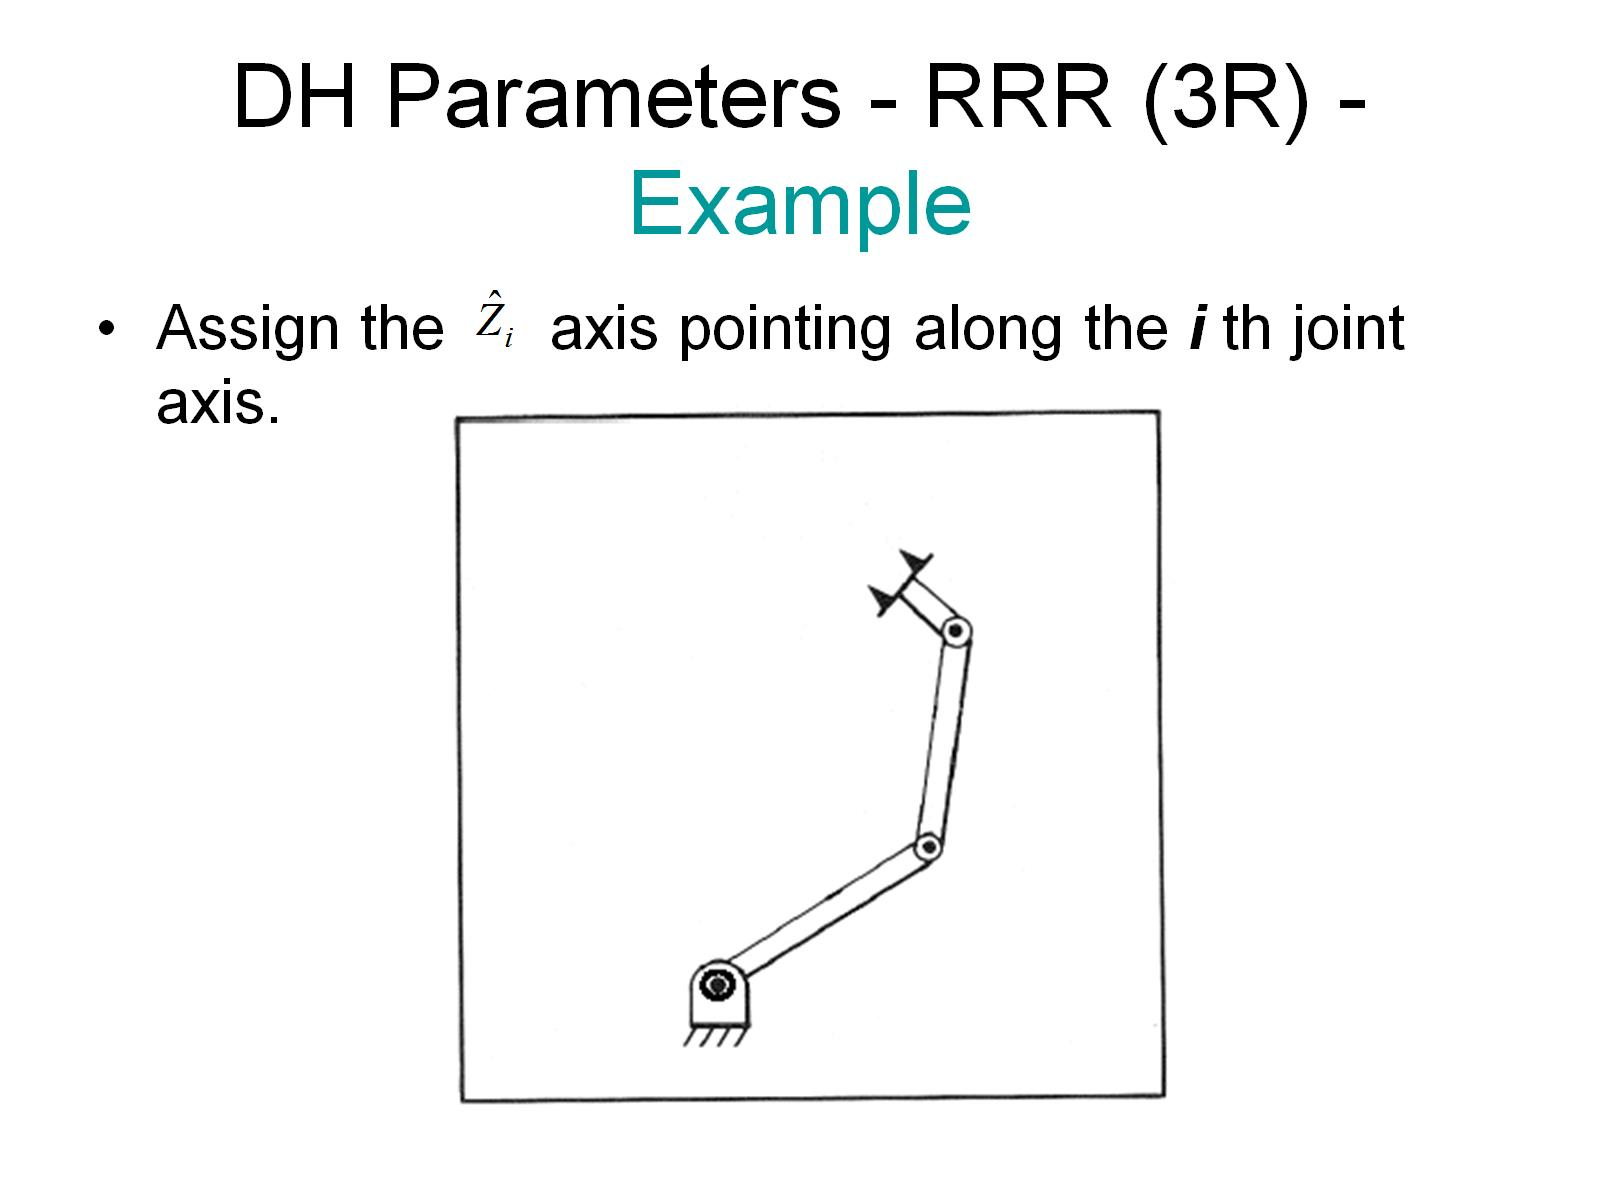 DH Parameters - RRR (3R) -
Example
• Assign the Ẑᵢ axis pointing along the i th joint
axis.